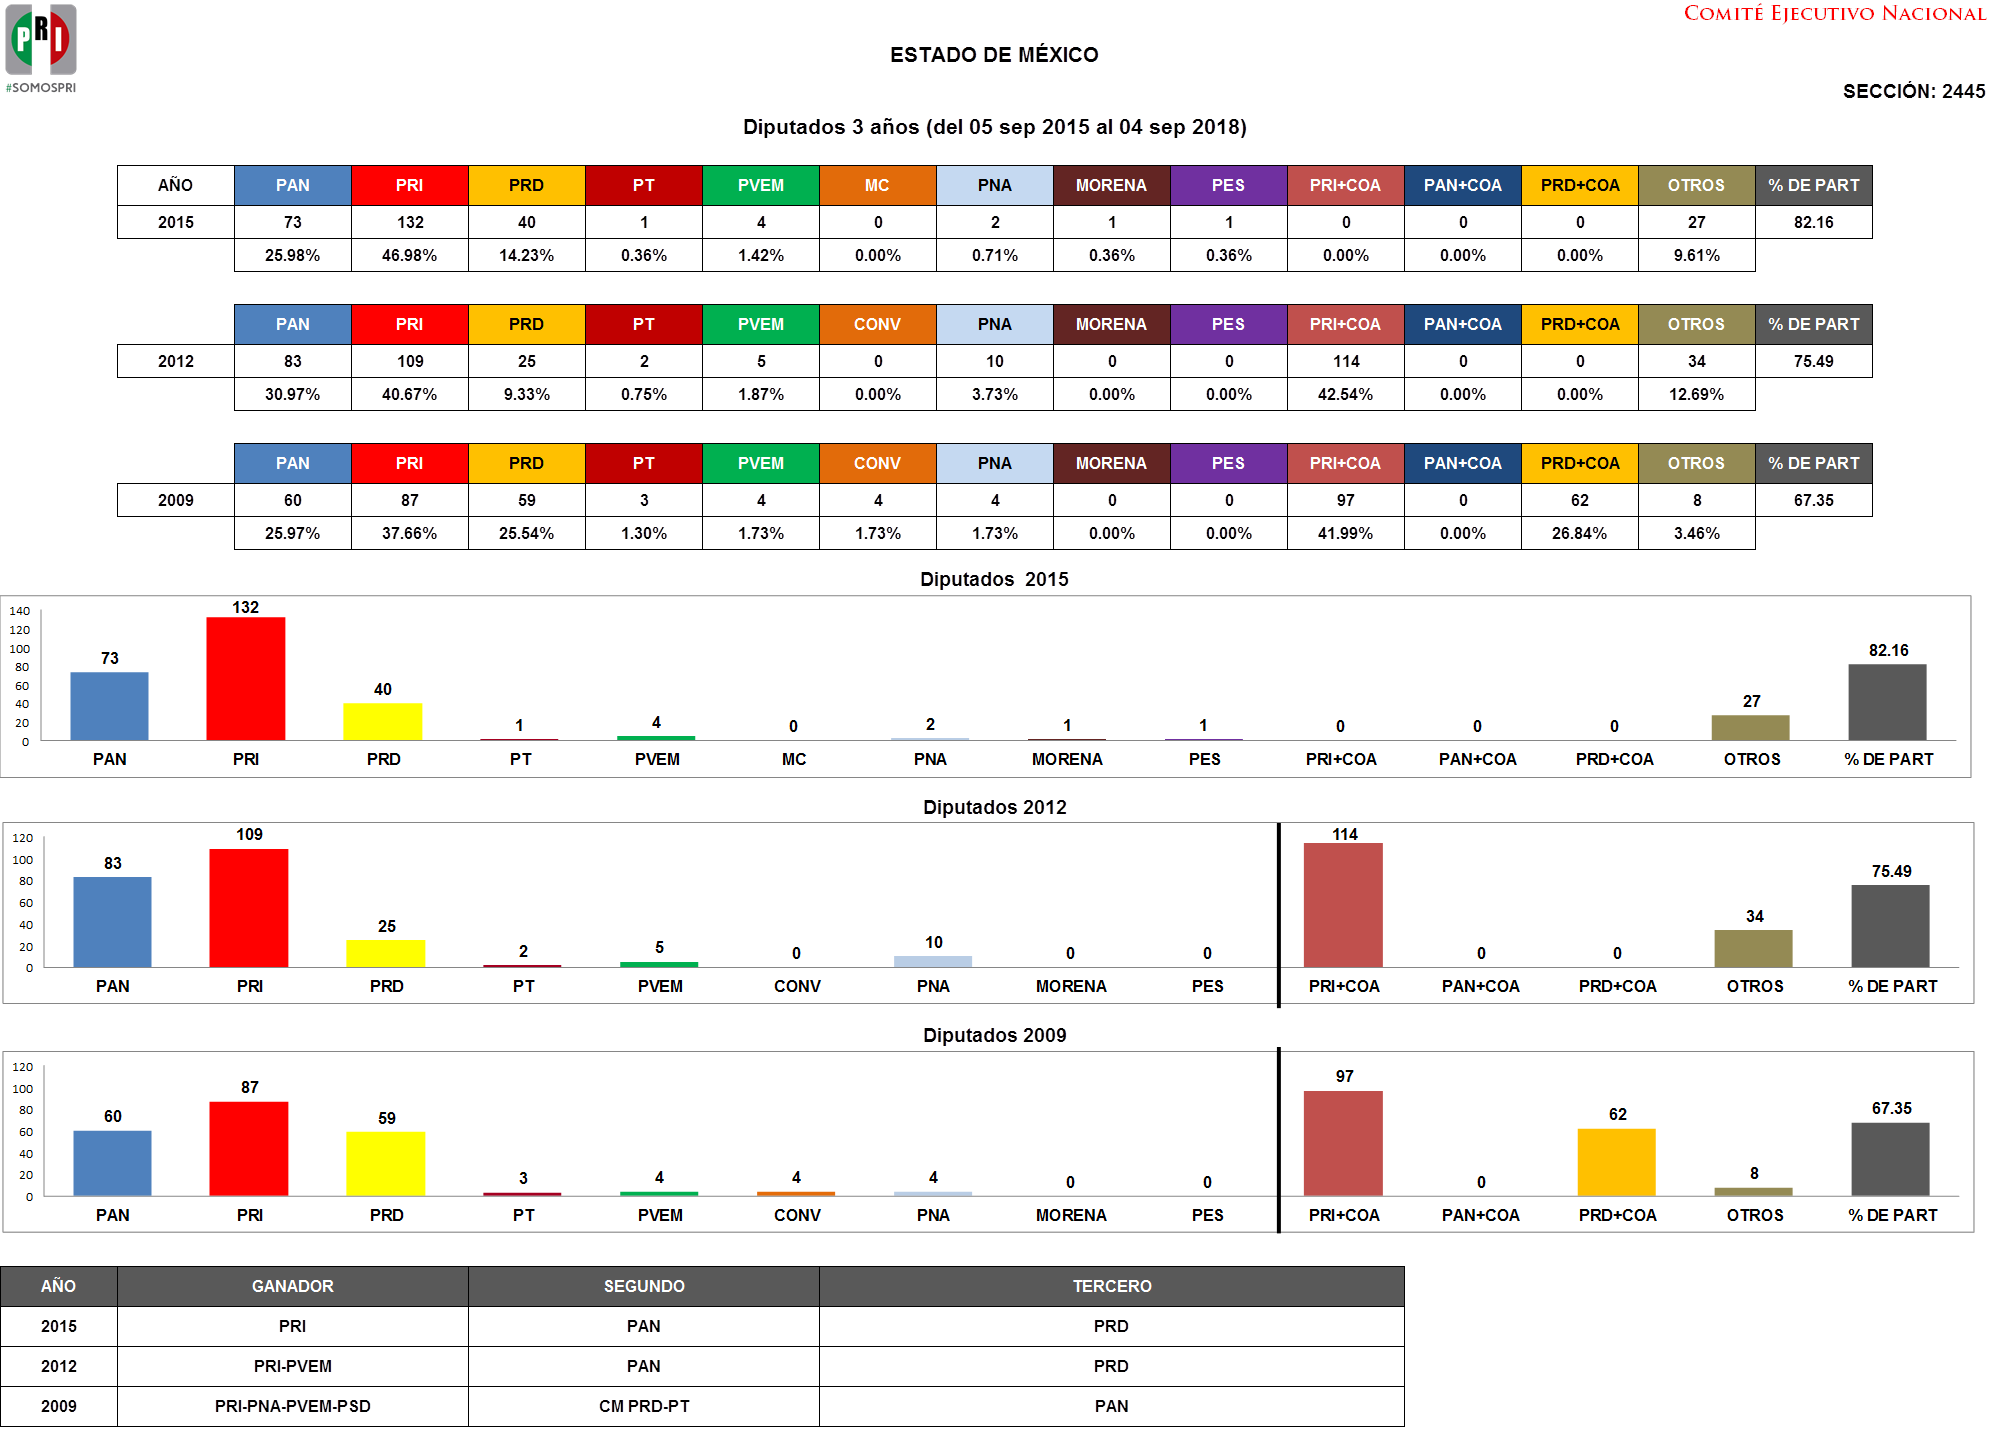 PRI
#SOMOSPRI
COMITÉ EJECUTIVO NACIONAL
ESTADO DE MÉXICO
SECCIÓN: 2445
Diputados 3 años (del 05 sep 2015 al 04 sep 2018)
AÑO PAN PRI PRD PT PVEM MC PNA MORENA PES PRI+COA PAN+COA PRD+COA OTROS % DE PART
2015 73 132 40 1 4 0 2 1 1 0 0 0 27 82.16
25.98% 46.98% 14.23% 0.36% 1.42% 0.00% 0.71% 0.36% 0.36% 0.00% 0.00% 0.00% 9.61%
PAN PRI PRD PT PVEM CONV PNA MORENA PES PRI+COA PAN+COA PRD+COA OTROS % DE PART
2012 83 109 25 2 5 0 10 0 0 114 0 0 34 75.49
30.97% 40.67% 9.33% 0.75% 1.87% 0.00% 3.73% 0.00% 0.00% 42.54% 0.00% 0.00% 12.69%
PAN PRI PRD PT PVEM CONV PNA MORENA PES PRI+COA PAN+COA PRD+COA OTROS % DE PART
2009 60 87 59 3 4 4 4 0 0 97 0 62 8 67.35
25.97% 37.66% 25.54% 1.30% 1.73% 1.73% 1.73% 0.00% 0.00% 41.99% 0.00% 26.84% 3.46%
Diputados 2015
140
120
100
80
60
40
20
0
73 132 40 1 4 0 2 1 1 0 0 0 27 82.16
PAN PRI PRD PT PVEM MC PNA MORENA PES PRI+COA PAN+COA PRD+COA OTROS % DE PART
Diputados 2012
120
100
80
60
40
20
0
83 109 25 2 5 0 10 0 0 114 0 0 34 75.49
PAN PRI PRD PT PVEM CONV PNA MORENA PES PRI+COA PAN+COA PRD+COA OTROS % DE PART
Diputados 2009
120
100
80
60
40
20
0
60 87 59 3 4 4 4 0 0 97 0 62 8 67.35
PAN PRI PRD PT PVEM CONV PNA MORENA PES PRI+COA PAN+COA PRD+COA OTROS % DE PART
AÑO GANADOR SEGUNDO TERCERO
2015 PRI PAN PRD
2012 PRI-PVEM PAN PRD
2009 PRI-PNA-PVEM-PSD CM PRD-PT PAN